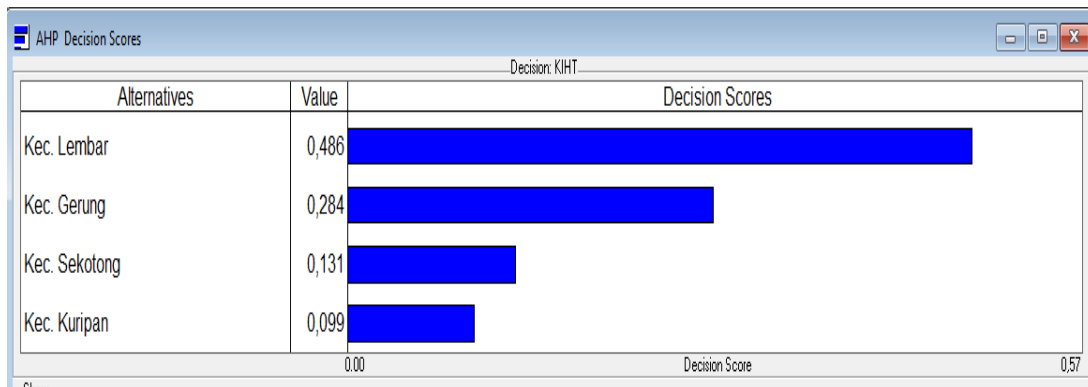 AHP Decision Scores
Decision: KIHT
Alternatives Value Decision Scores
Kec. Lembar 0,486
Kec. Gerung 0,284
Kec. Sekotong 0,131
Kec. Kuripan 0,099
0.00 Decision Score 0,57